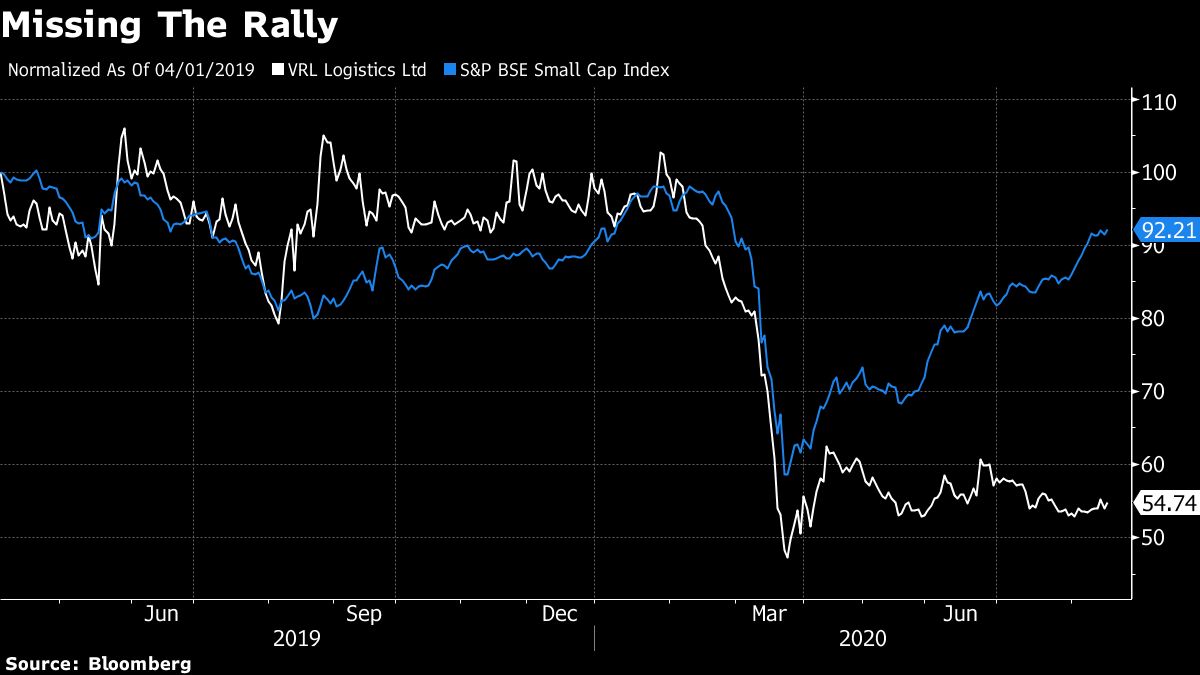 Missing The Rally
Normalized As Of 04/01/2019 VRL Logistics Ltd S&P BSE Small Cap Index
110
100
92.21
90
80
70
60
54.74
50
Jun Sep Dec Mar Jun
2019 2020
Source: Bloomberg